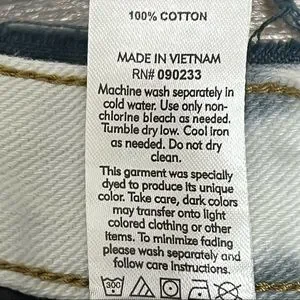 100% COTTON
MADE IN VIETNAM
RN# 090233
Machine wash separately in
cold water. Use only non-
chlorine bleach as needed.
Tumble dry low. Cool iron
as needed. Do not dry
clean.
This garment was specially
dyed to produce its unique
color. Take care, dark colors
may transfer onto light
colored clothing or other
items. To minimize fading
please wash separately and
follow care instructions.